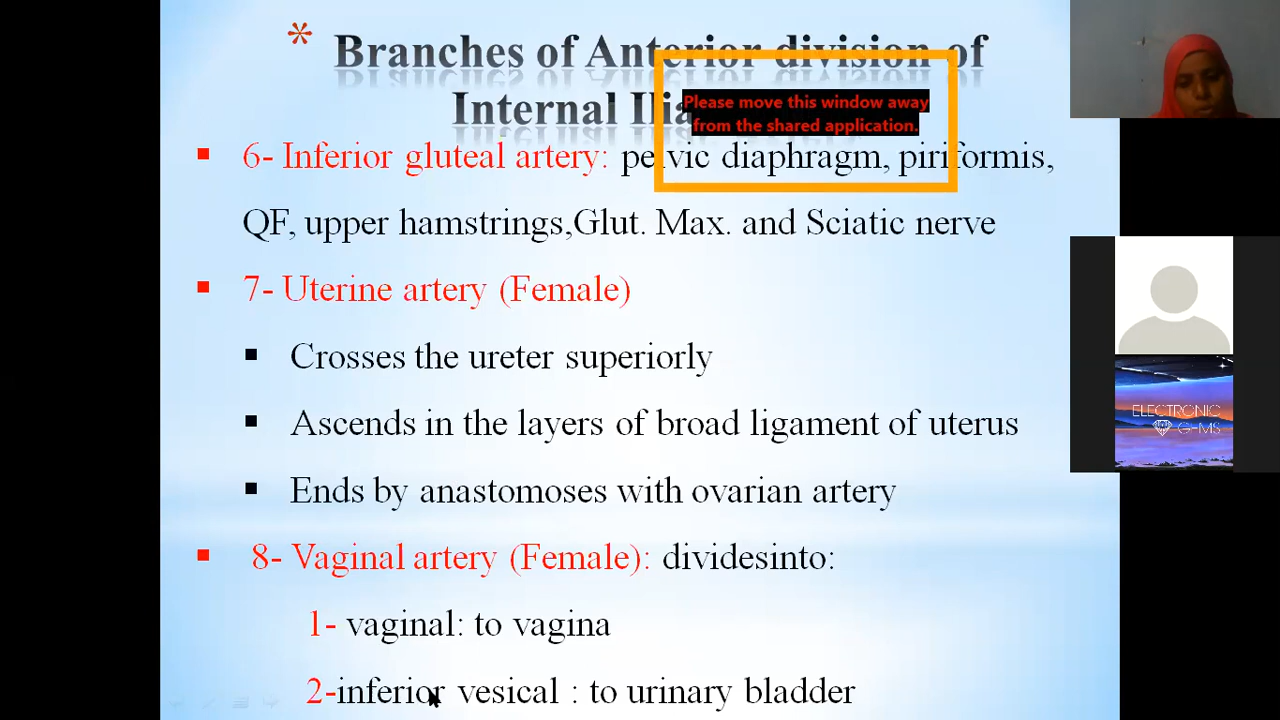 * Branches of Anterior division of
Internal
Please move this window away
from the shared application.
▪ 6- Inferior gluteal artery: pelvic diaphragm, piriformis,
QF, upper hamstrings,Glut. Max. and Sciatic nerve
▪ 7- Uterine artery (Female)
▪ Crosses the ureter superiorly
▪ Ascends in the layers of broad ligament of uterus
▪ Ends by anastomoses with ovarian artery
▪ 8- Vaginal artery (Female): dividesinto:
1- vaginal: to vagina
2-inferior vesical : to urinary bladder
ELECTRONIC
GEMS